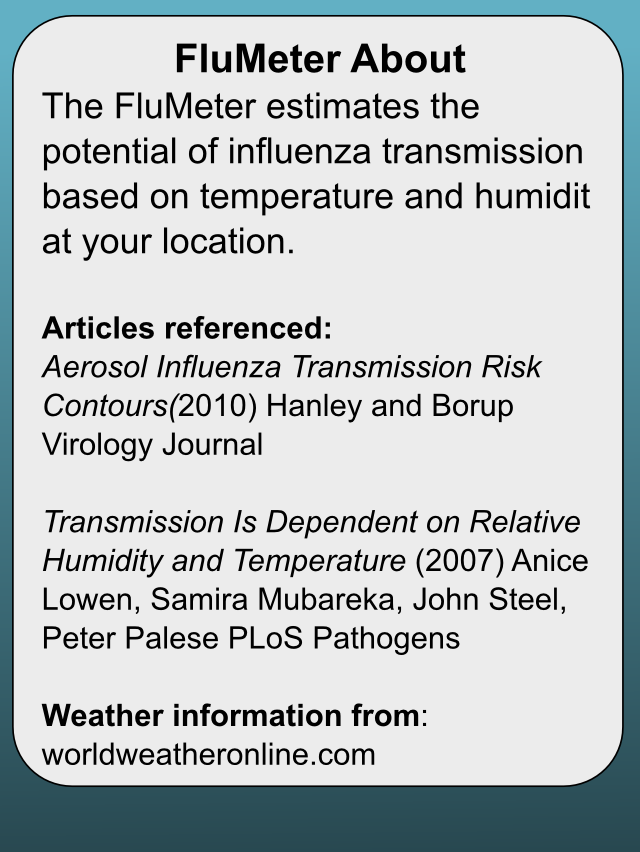 FluMeter About
The FluMeter estimates the
potential of influenza transmission
based on temperature and humidit
at your location.
Articles referenced:
Aerosol Influenza Transmission Risk
Contours(2010) Hanley and Borup
Virology Journal
Transmission Is Dependent on Relative
Humidity and Temperature (2007) Anice
Lowen, Samira Mubareka, John Steel,
Peter Palese PLoS Pathogens
Weather information from:
worldweatheronline.com